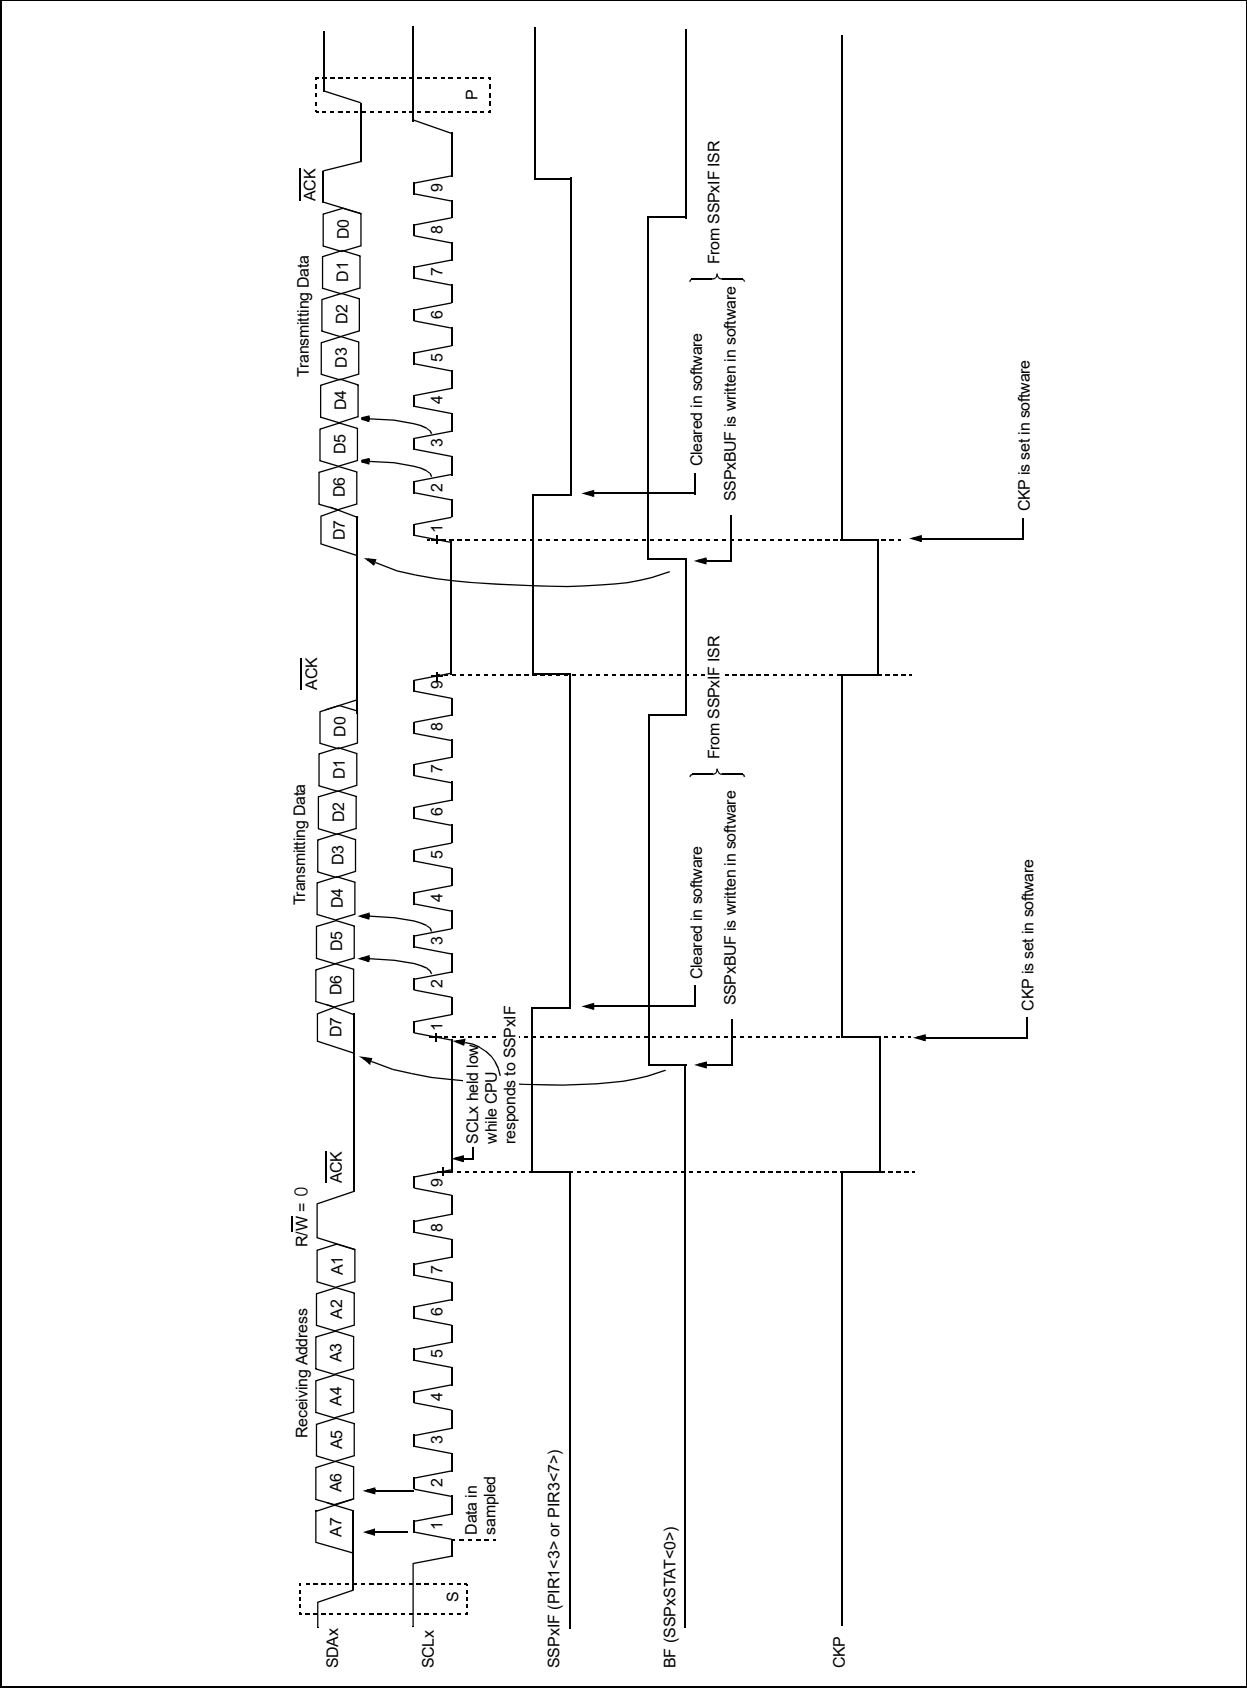 Receiving Address
R/W = 0
ACK
Transmitting Data
ACK
Transmitting Data
ACK
SDAx
A7
A6
A5
A4
A3
A2
A1
D7
D6
D5
D4
D3
D2
D1
D0
D7
D6
D5
D4
D3
D2
D1
D0
SCLx
S
1
2
3
4
5
6
7
8
9
1
2
3
4
5
6
7
8
9
1
2
3
4
5
6
7
8
9
P
Data in
sampled
SCLx held low
while CPU
responds to SSPxIF
SSPxIF (PIR1<3> or PIR3<7>)
BF (SSPxSTAT<0>)
Cleared in software
From SSPxIF ISR
SSPxBUF is written in software
Cleared in software
From SSPxIF ISR
SSPxBUF is written in software
CKP
CKP is set in software
CKP is set in software